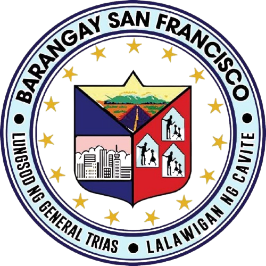 • BARANGAY SAN FRANCISCO •
LUNGSOD NG GENERAL TRIAS • LALAWIGAN NG CAVITE